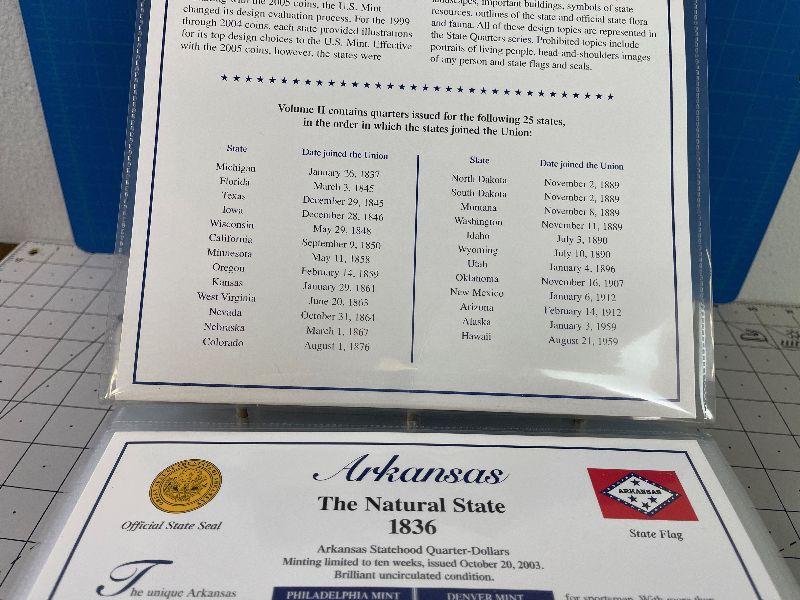 with the 2005 coins, the U.S. Mint
changed its design evaluation process. For the 1999
through 2004 coins, each state provided illustrations
for its top design choices to the U.S. Mint. Effective
with the 2005 coins, however, the states were
landscapes, important buildings, symbols of state
resources, outlines of the state and official state flora
and fauna. All of these design topics are represented in
the State Quarters series. Prohibited topics include
portraits of living people, head-and-shoulders images
of any person and state flags and seals.
Volume II contains quarters issued for the following 25 states,
in the order in which the states joined the Union:
State Date joined the Union
Michigan January 26, 1837
Florida March 3, 1845
Texas December 29, 1845
Iowa December 28, 1846
Wisconsin May 29, 1848
California September 9, 1850
Minnesota May 11, 1858
Oregon February 14, 1859
Kansas January 29, 1861
West Virginia June 20, 1863
Nevada October 31, 1864
Nebraska March 1, 1867
Colorado August 1, 1876
State Date joined the Union
North Dakota November 2, 1889
South Dakota November 2, 1889
Montana November 8, 1889
Washington November 11, 1889
Idaho July 3, 1890
Wyoming July 10, 1890
Utah January 4, 1896
Oklahoma November 16, 1907
New Mexico January 6, 1912
Arizona February 14, 1912
Alaska January 3, 1959
Hawaii August 21, 1959
Arkansas
The Natural State
1836
Official State Seal
ARKANSAS
State Flag
Arkansas Statehood Quarter-Dollars
Minting limited to ten weeks, issued October 20, 2003.
Brilliant uncirculated condition.
The unique Arkansas
PHILADELPHIA MINT
DENVER MINT
for sportsmen. With more than